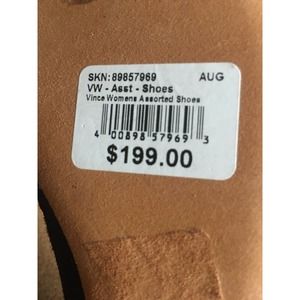 SKN: 89857969 AUG
VW - Asst - Shoes
Vince Womens Assorted Shoes
4 00898 57969 3
$199.00